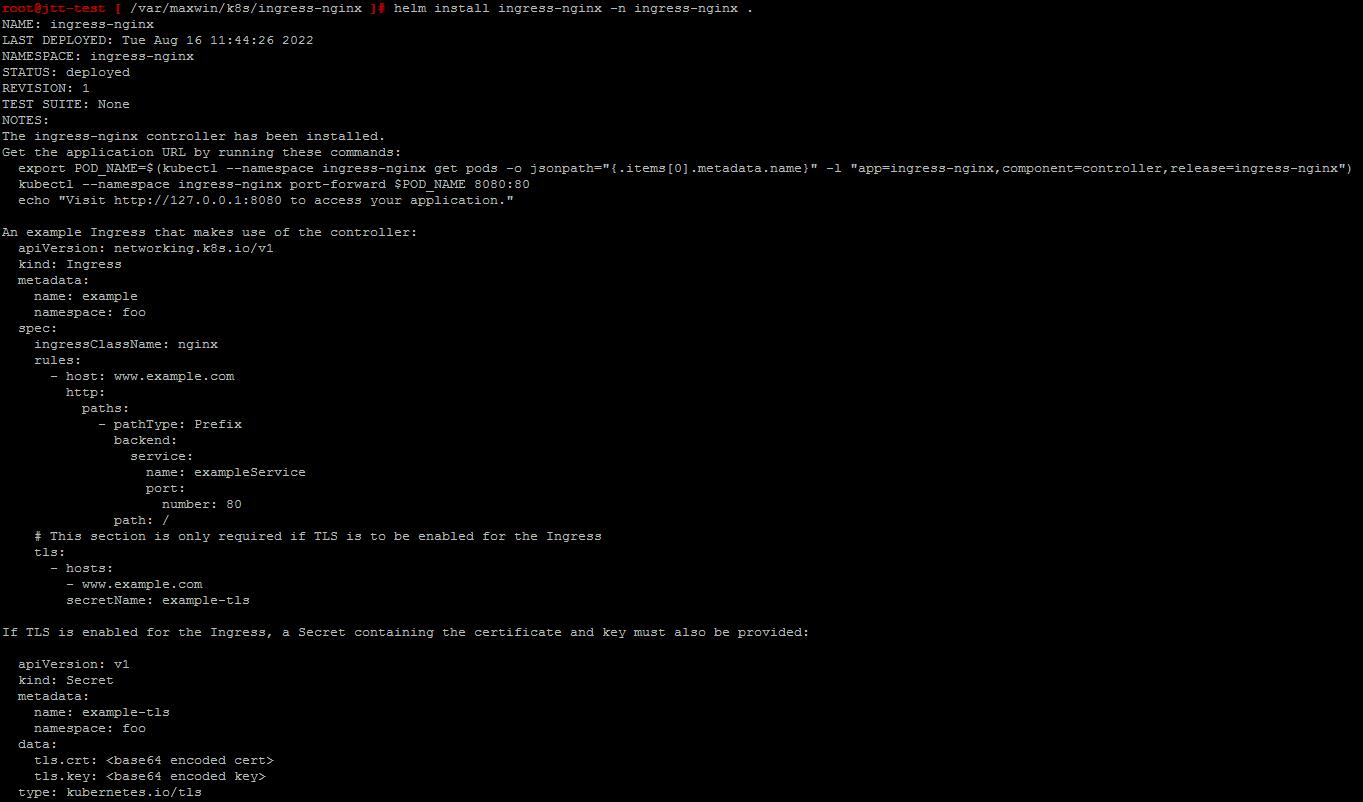 root@jtt-test [ /var/maxwin/k8s/ingress-nginx ]# helm install ingress-nginx -n ingress-nginx .
NAME: ingress-nginx
LAST DEPLOYED: Tue Aug 16 11:44:26 2022
NAMESPACE: ingress-nginx
STATUS: deployed
REVISION: 1
TEST SUITE: None
NOTES:
The ingress-nginx controller has been installed.
Get the application URL by running these commands:
  export POD_NAME=$(kubectl --namespace ingress-nginx get pods -o jsonpath="{.items[0].metadata.name}" -l "app=ingress-nginx,component=controller,release=ingress-nginx")
  kubectl --namespace ingress-nginx port-forward $POD_NAME 8080:80
  echo "Visit http://127.0.0.1:8080 to access your application."

An example Ingress that makes use of the controller:
  apiVersion: networking.k8s.io/v1
  kind: Ingress
  metadata:
    name: example
    namespace: foo
  spec:
    ingressClassName: nginx
    rules:
      - host: www.example.com
        http:
          paths:
            - pathType: Prefix
              backend:
                service:
                  name: exampleService
                  port:
                    number: 80
              path: /
    # This section is only required if TLS is to be enabled for the Ingress
    tls:
      - hosts:
        - www.example.com
        secretName: example-tls

If TLS is enabled for the Ingress, a Secret containing the certificate and key must also be provided:

  apiVersion: v1
  kind: Secret
  metadata:
    name: example-tls
    namespace: foo
  data:
    tls.crt: <base64 encoded cert>
    tls.key: <base64 encoded key>
  type: kubernetes.io/tls